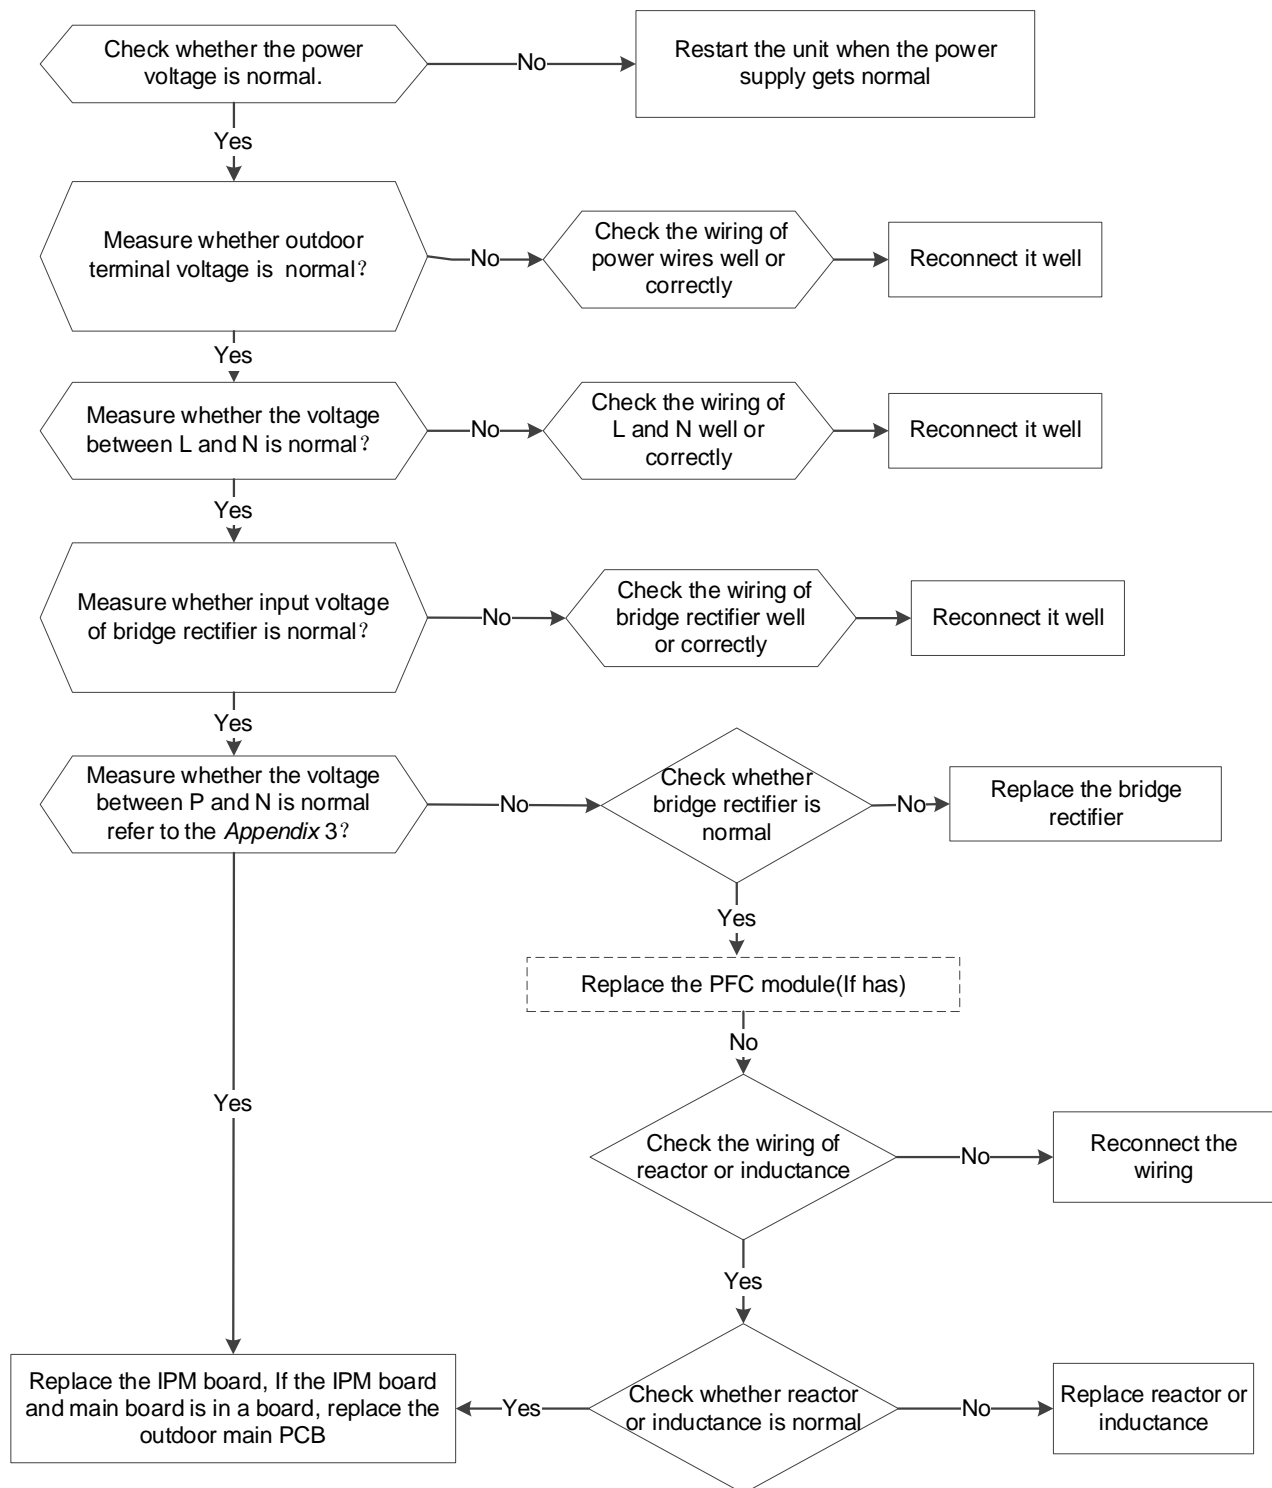 Check whether the power
voltage is normal.
No
Restart the unit when the power
supply gets normal
Yes
Measure whether outdoor
terminal voltage is  normal？
No
Check the wiring of
power wires well or
correctly
Reconnect it well
Yes
Measure whether the voltage
between L and N is normal？
No
Check the wiring of
L and N well or
correctly
Reconnect it well
Yes
Measure whether input voltage
of bridge rectifier is normal？
No
Check the wiring of
bridge rectifier well
or correctly
Reconnect it well
Yes
Measure whether the voltage
between P and N is normal
refer to the Appendix 3？
No
Check whether
bridge rectifier is
normal
No
Replace the bridge
rectifier
Yes
Replace the PFC module(If has)
No
Yes
Check the wiring of
reactor or inductance
No
Reconnect the
wiring
Yes
Replace the IPM board, If the IPM board
and main board is in a board, replace the
outdoor main PCB
Yes
Check whether reactor
or inductance is normal
No
Replace reactor or
inductance